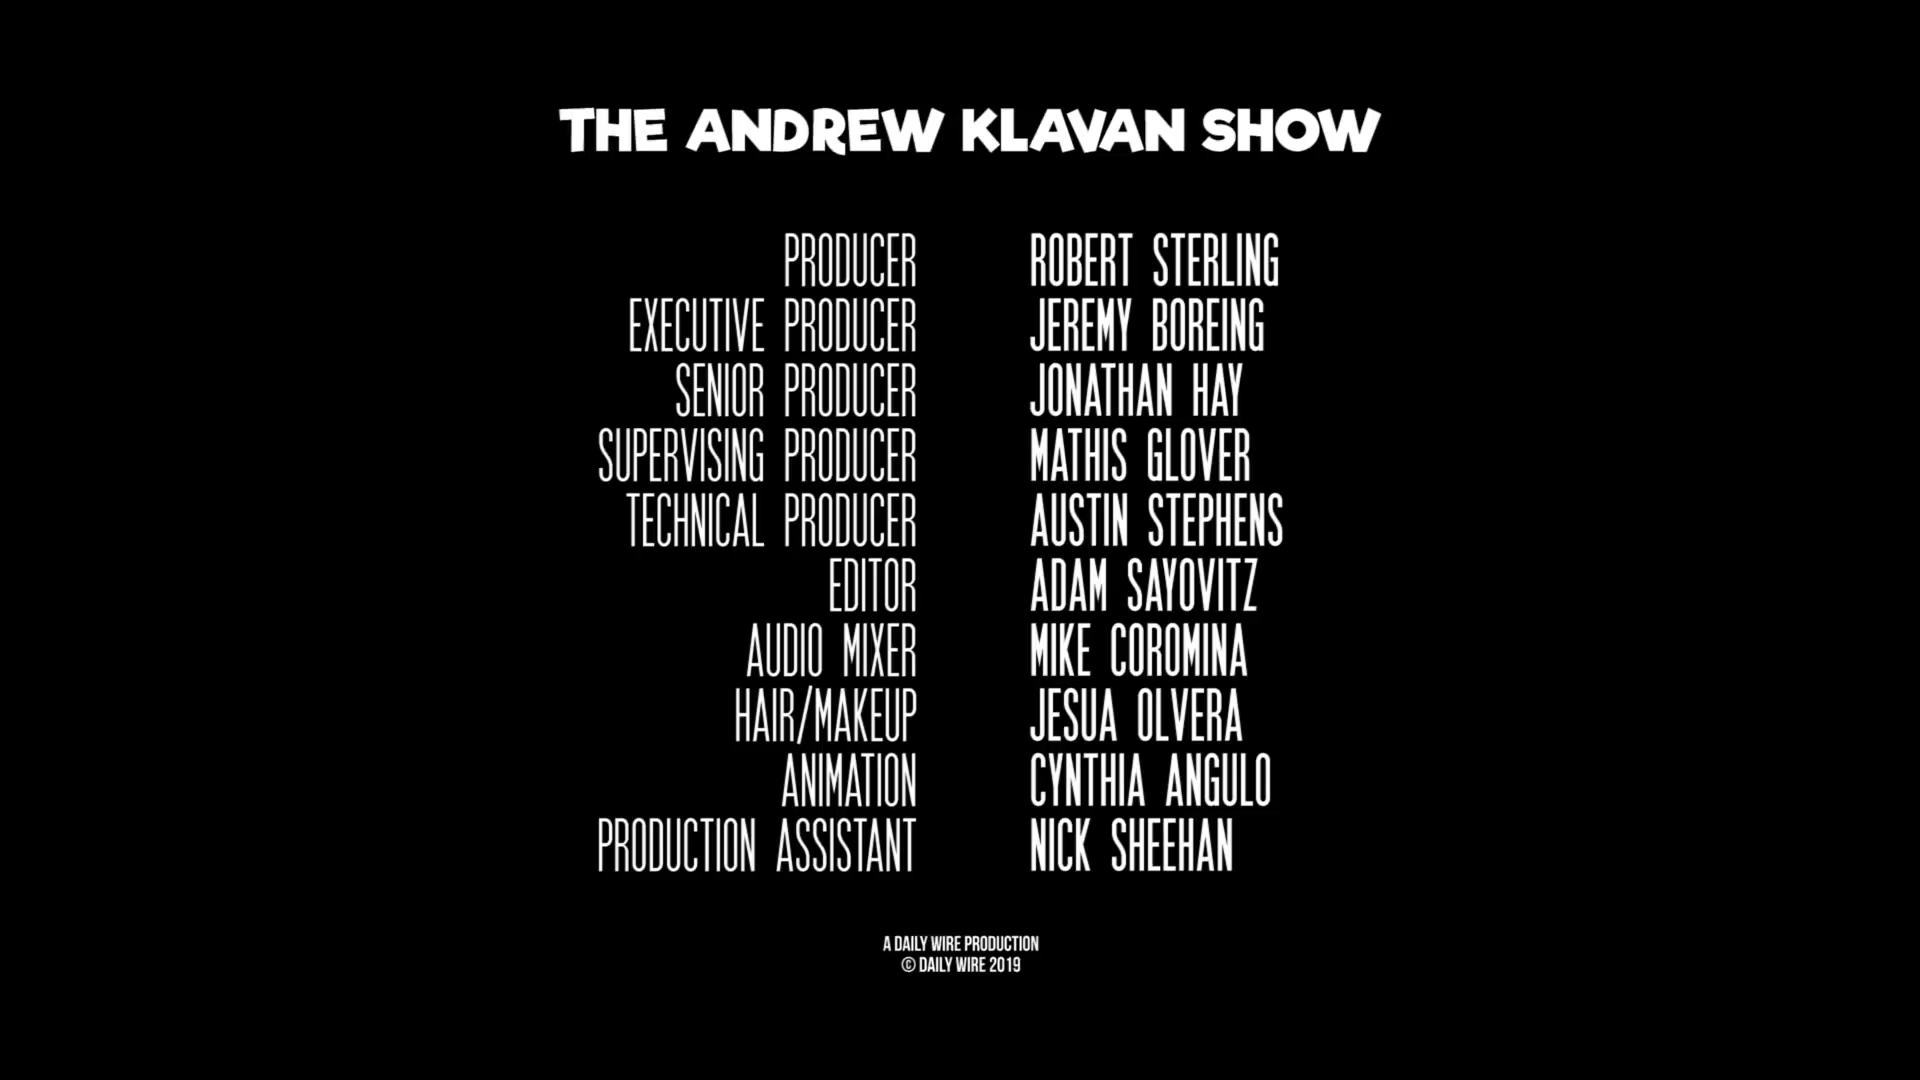 THE ANDREW KLAVAN SHOW
PRODUCER ROBERT STERLING
EXECUTIVE PRODUCER JEREMY BOREING
SENIOR PRODUCER JONATHAN HAY
SUPERVISING PRODUCER MATHIS GLOVER
TECHNICAL PRODUCER AUSTIN STEPHENS
EDITOR ADAM SAYOVITZ
AUDIO MIXER MIKE COROMINA
HAIR/MAKEUP JESUA OLVERA
ANIMATION CYNTHIA ANGULO
PRODUCTION ASSISTANT NICK SHEEHAN
A DAILY WIRE PRODUCTION
© DAILY WIRE 2019